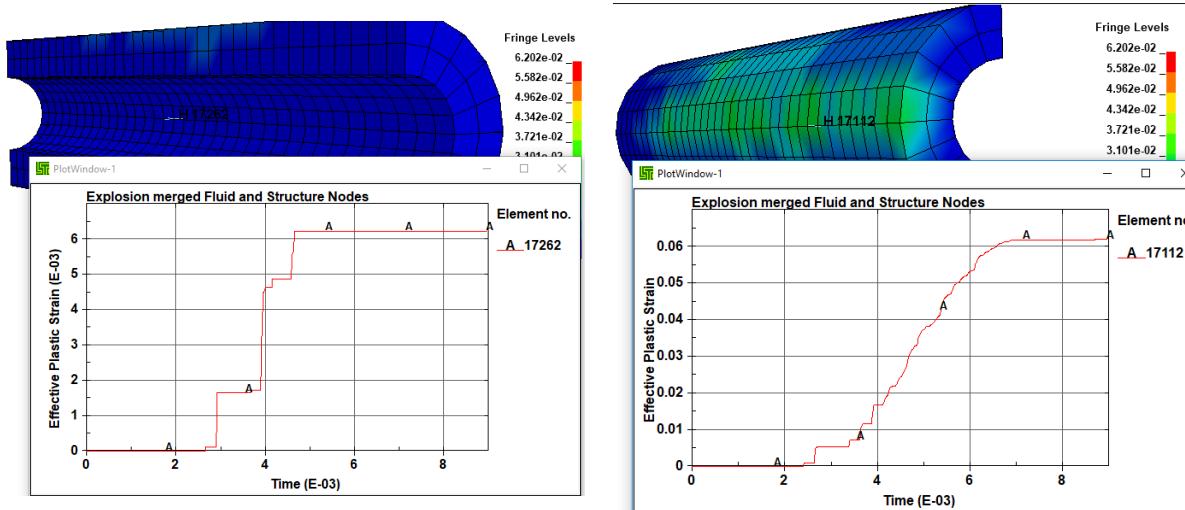 Fringe Levels
6.202e-02
5.582e-02
4.962e-02
4.342e-02
3.721e-02
3.101e-02
H 17262
PlotWindow-1
Explosion merged Fluid and Structure Nodes
Element no.
A 17262
Effective Plastic Strain (E-03)
6
5
4
3
2
1
0
A
A
A
A
A
0
2
4
6
8
Time (E-03)
Fringe Levels
6.202e-02
5.582e-02
4.962e-02
4.342e-02
3.721e-02
3.101e-02
H 17112
PlotWindow-1
Explosion merged Fluid and Structure Nodes
Element no.
A 17112
Effective Plastic Strain
0.06
0.05
0.04
0.03
0.02
0.01
0
A
A
A
A
A
0
2
4
6
8
Time (E-03)